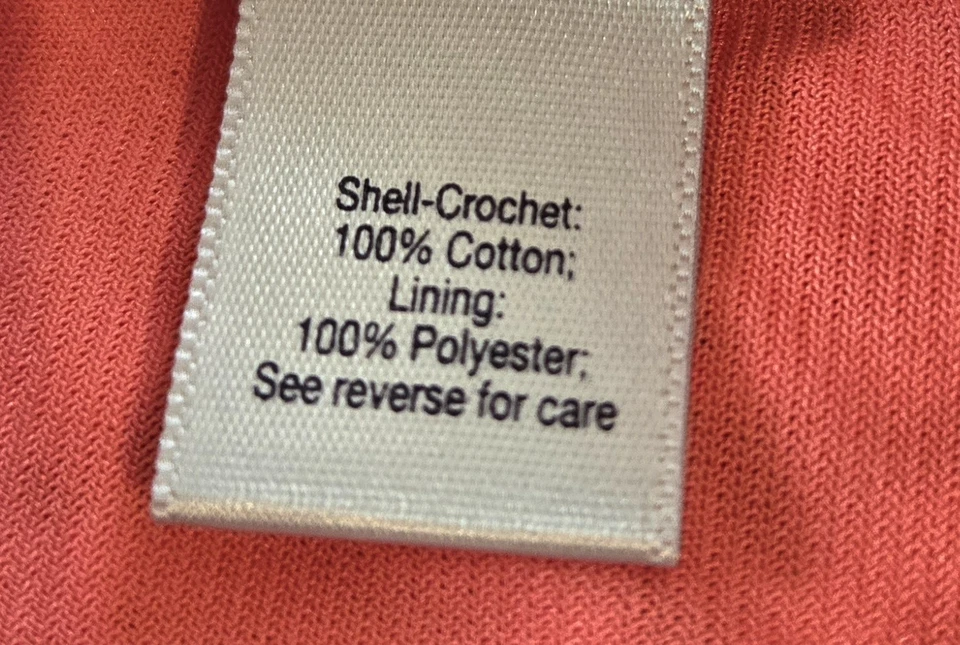 Shell-Crochet:
100% Cotton;
Lining:
100% Polyester;
See reverse for care